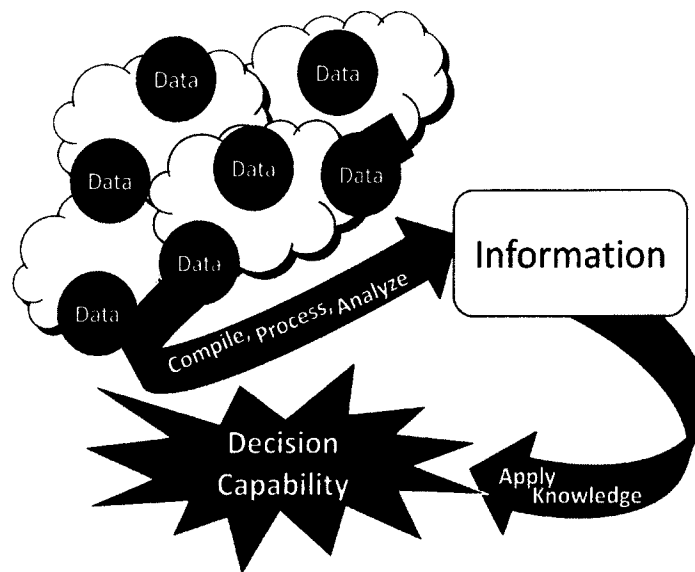 Data
Data
Data
Data
Data
Data
Data
Information
Compile, Process, Analyze
Decision
Capability
Apply
Knowledge